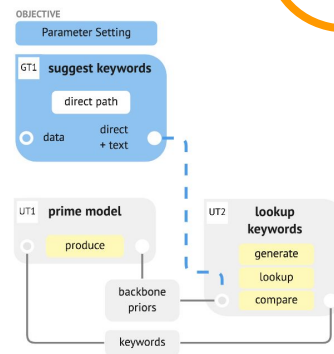 OBJECTIVE
Parameter Setting
GT1 suggest keywords
direct path
data
direct
+ text
UT1 prime model
produce
UT2 lookup
keywords
generate
lookup
compare
backbone
priors
keywords